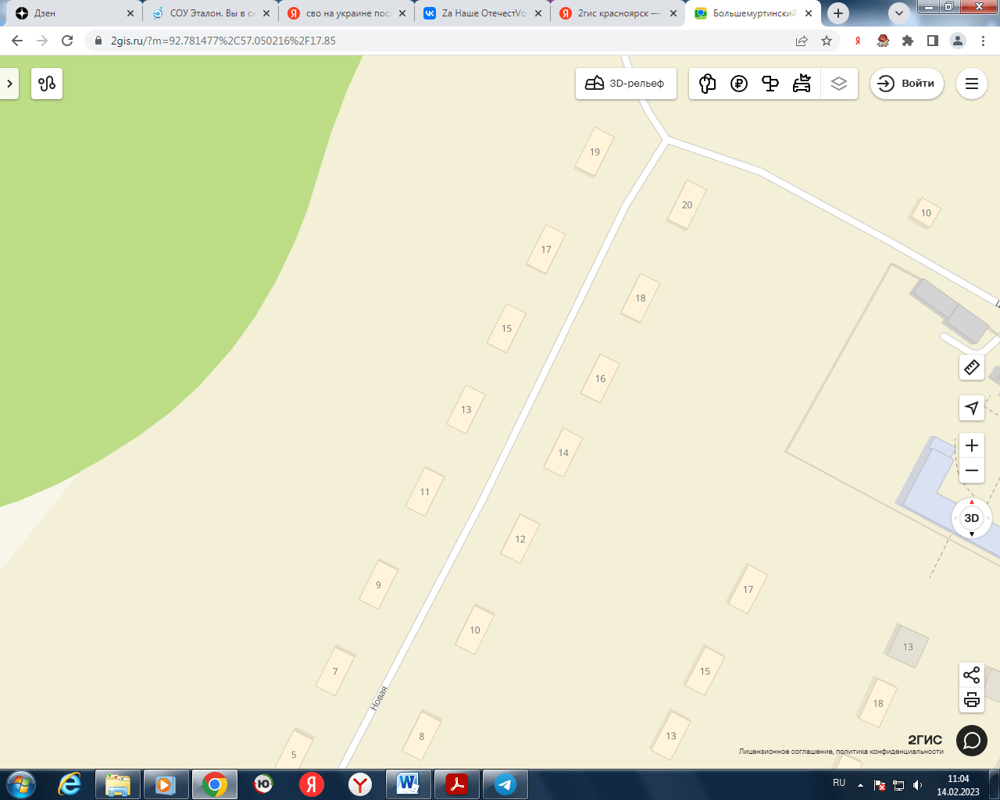 Дзен
СОУ Эталон. Вы в си
сво на украине пос
Za Наше ОтечестVо
2гис красноярск —
Большемуртинский
2gis.ru/?m=92.781477%2C57.050216%2F17.85
3D-рельеф
Войти
19
20
10
17
18
15
16
13
14
11
12
9
17
10
13
7
15
Новая
18
8
13
5
3D
2ГИС
Лицензионное соглашение, политика конфиденциальности
RU
11:04
14.02.2023